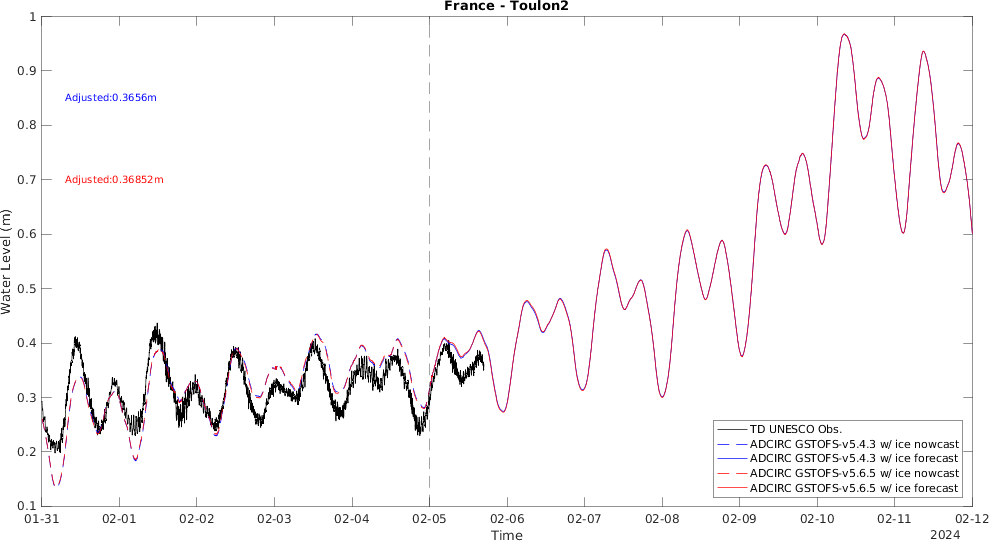 France - Toulon2
1
0.9
0.8
0.7
0.6
0.5
0.4
0.3
0.2
0.1
Water Level (m)
Adjusted:0.3656m
Adjusted:0.36852m
TD UNESCO Obs.
ADCIRC GSTOFS-v5.4.3 w/ ice nowcast
ADCIRC GSTOFS-v5.4.3 w/ ice forecast
ADCIRC GSTOFS-v5.6.5 w/ ice nowcast
ADCIRC GSTOFS-v5.6.5 w/ ice forecast
01-31 02-01 02-02 02-03 02-04 02-05 02-06 02-07 02-08 02-09 02-10 02-11 02-12
Time
2024